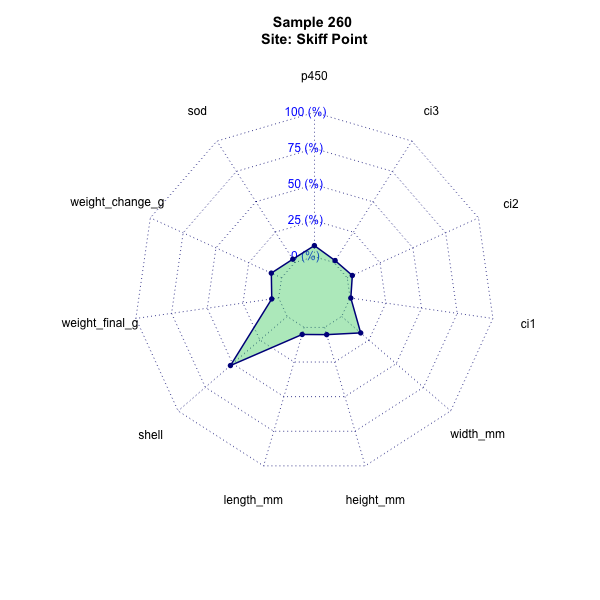 Sample 260
Site: Skiff Point
p450
sod
ci3
100 (%)
75 (%)
weight_change_g
ci2
50 (%)
25 (%)
0 (%)
weight_final_g
ci1
shell
width_mm
length_mm
height_mm